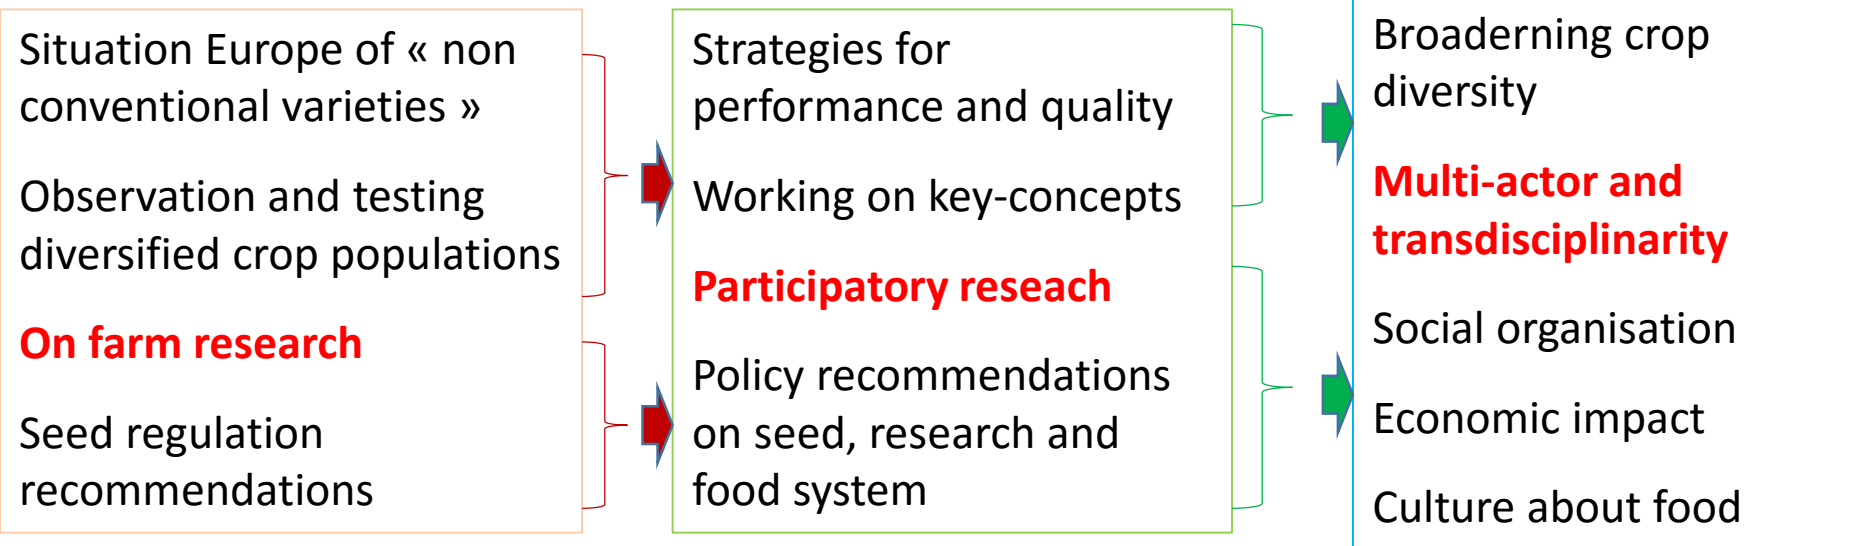 Situation Europe of « non
conventional varieties »
Observation and testing
diversified crop populations
On farm research
Seed regulation
recommendations
Strategies for
performance and quality
Working on key-concepts
Participatory reseach
Policy recommendations
on seed, research and
food system
Broaderning crop
diversity
Multi-actor and
transdisciplinarity
Social organisation
Economic impact
Culture about food